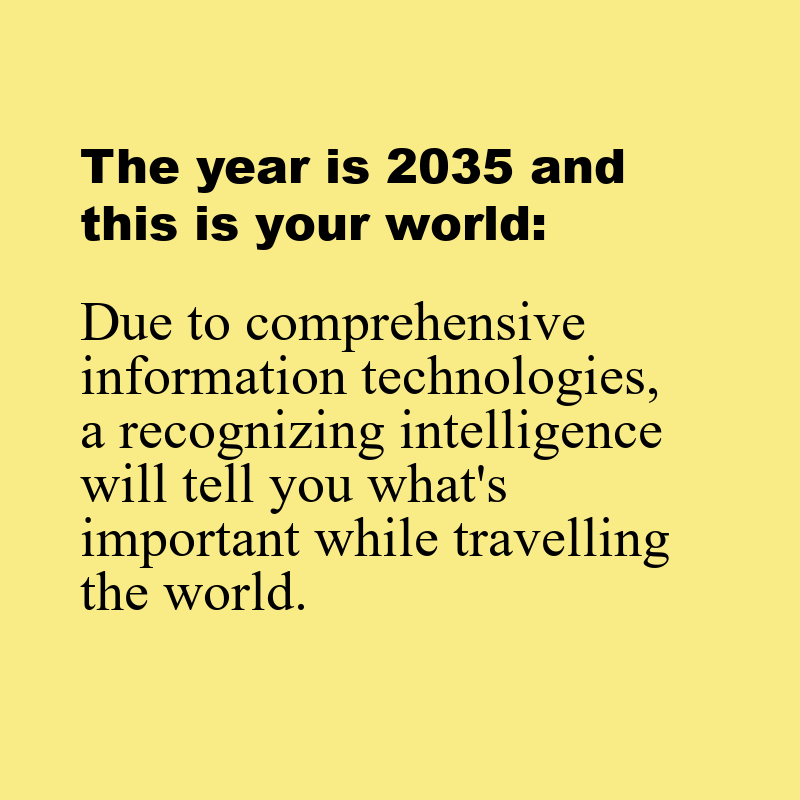 The year is 2035 and
this is your world:
Due to comprehensive
information technologies,
a recognizing intelligence
will tell you what's
important while travelling
the world.